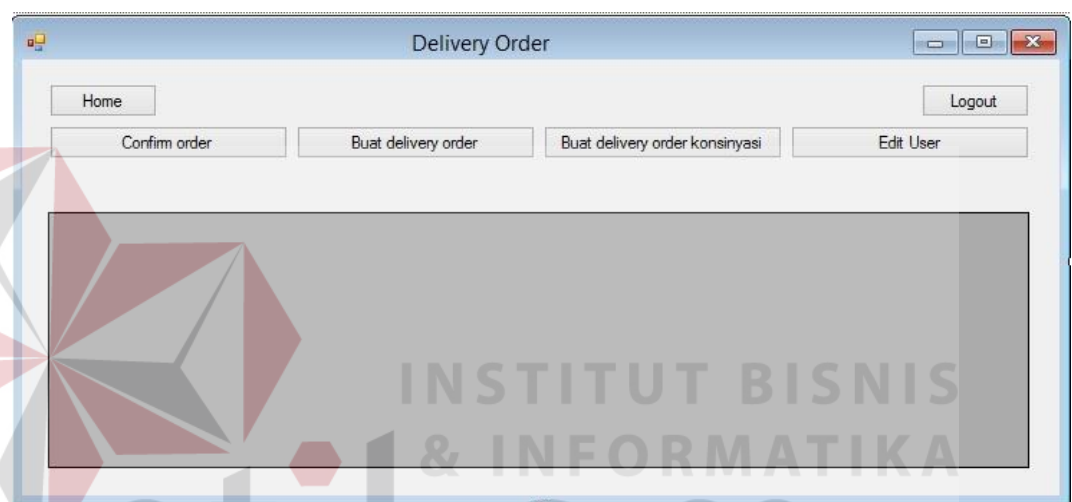 Delivery Order
Home
Logout
Confirm order
Buat delivery order
Buat delivery order konsinyasi
Edit User
INSTITUT BISNIS
& INFORMATIKA